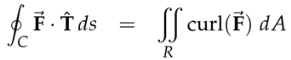 ∮_C F⃗ · T̂ ds = ∬_R curl(F⃗) dA